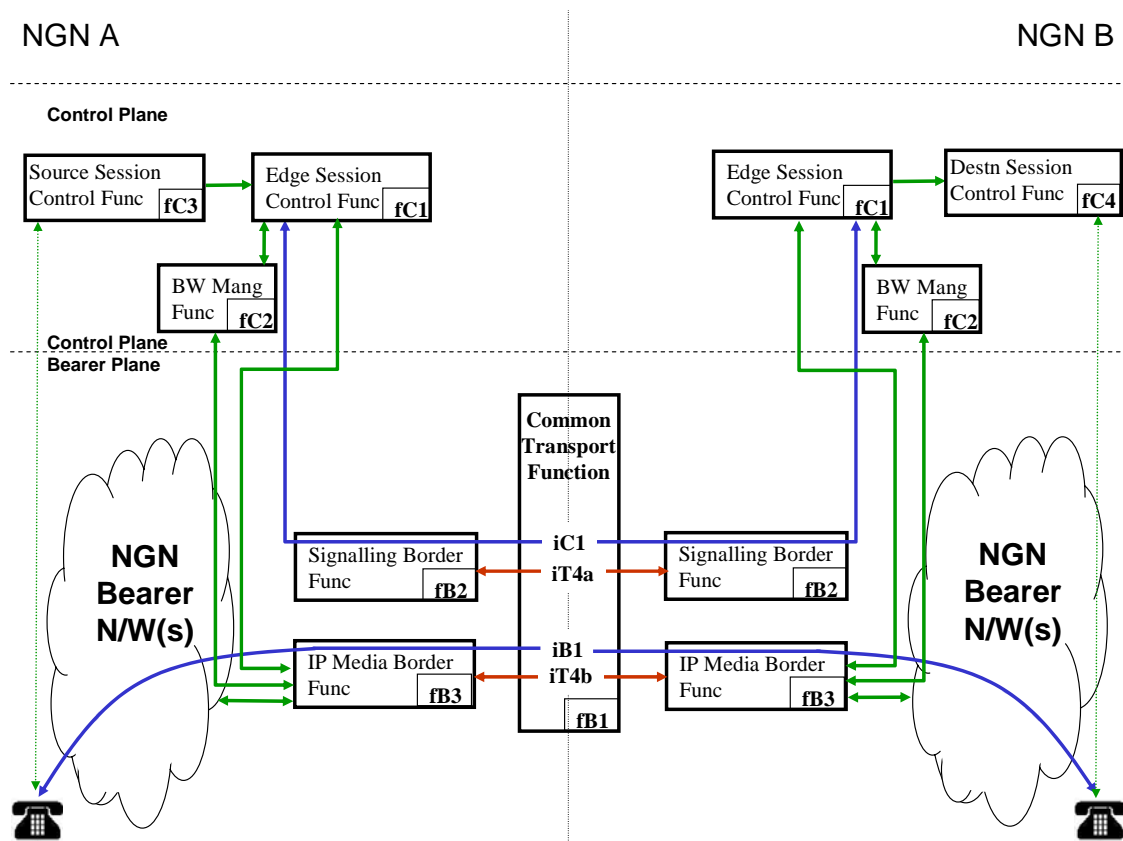 NGN A
NGN B
Control Plane
Source Session
Control Func
fC3
Edge Session
Control Func
fC1
Edge Session
Control Func
fC1
Destn Session
Control Func
fC4
BW Mang
Func
fC2
BW Mang
Func
fC2
Control Plane
Bearer Plane
Common
Transport
Function
NGN
Bearer
N/W(s)
Signalling Border
Func
fB2
iC1
iT4a
Signalling Border
Func
fB2
NGN
Bearer
N/W(s)
IP Media Border
Func
fB3
iB1
iT4b
fB1
IP Media Border
Func
fB3